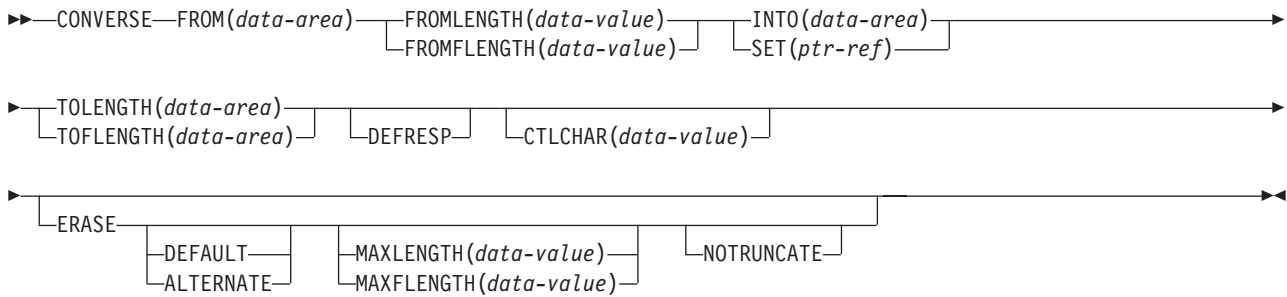 CONVERSE FROM(data-area) FROMLENGTH(data-value) INTO(data-area)
FROMFLENGTH(data-value) SET(ptr-ref)
TOLENGTH(data-area)
TOFLENGTH(data-area) DEFRESP CTLCHAR(data-value)
ERASE
DEFAULT MAXLENGTH(data-value) NOTRUNCATE
ALTERNATE MAXFLENGTH(data-value)